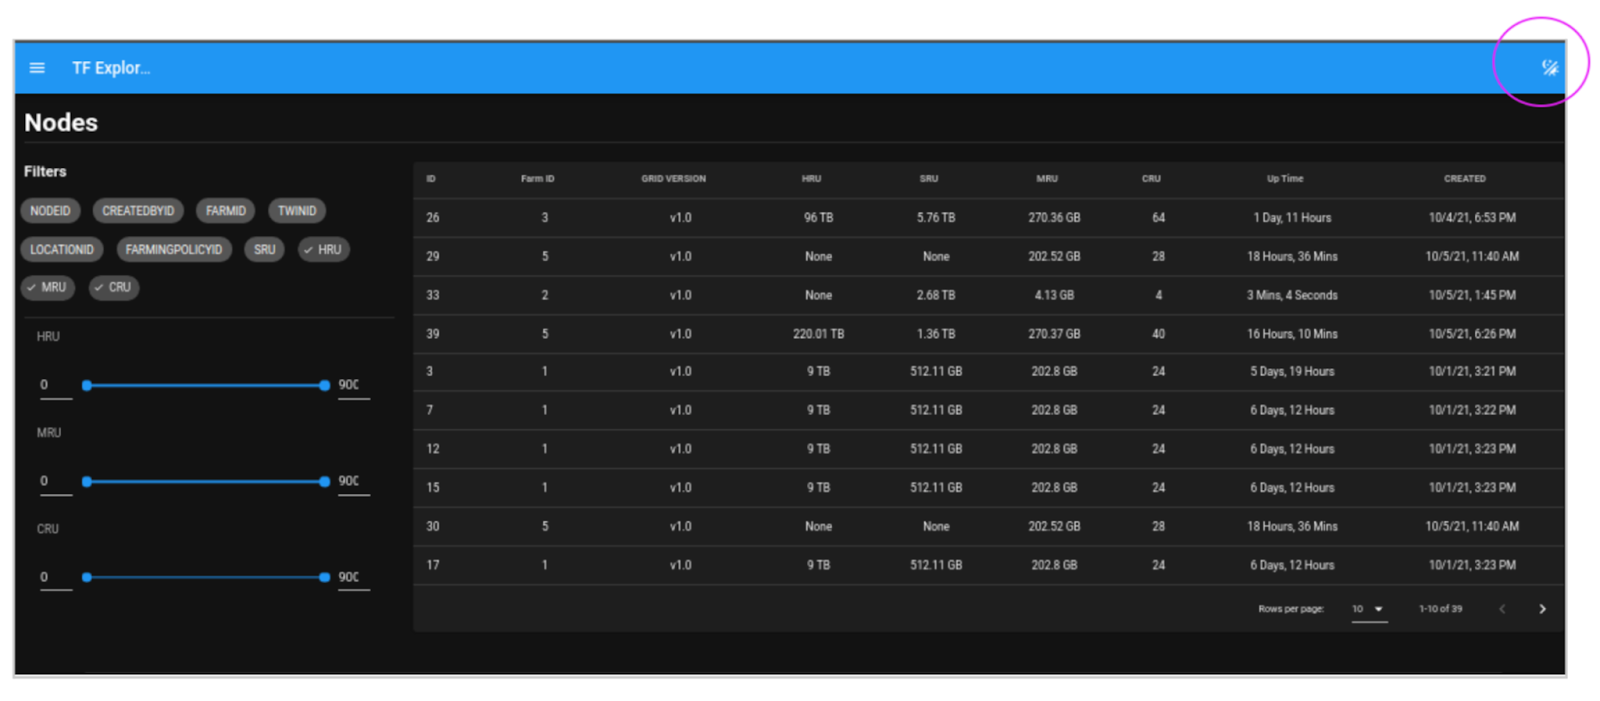 TF Explor...
Nodes
Filters
NODEID CREATEDBYID FARMID TWINID
LOCATIONID FARMINGPOLICYID SRU HRU
MRU CRU
HRU
0 900
MRU
0 900
CRU
0 900
ID Farm ID GRID VERSION HRU SRU MRU CRU Up Time CREATED
26 3 v1.0 96 TB 5.76 TB 270.36 GB 64 1 Day, 11 Hours 10/4/21, 6:53 PM
29 5 v1.0 None None 202.52 GB 28 18 Hours, 36 Mins 10/5/21, 11:40 AM
33 2 v1.0 None 2.68 TB 4.13 GB 4 3 Mins, 4 Seconds 10/5/21, 1:45 PM
39 5 v1.0 220.01 TB 1.36 TB 270.37 GB 40 16 Hours, 10 Mins 10/5/21, 6:26 PM
3 1 v1.0 9 TB 512.11 GB 202.8 GB 24 5 Days, 19 Hours 10/1/21, 3:21 PM
7 1 v1.0 9 TB 512.11 GB 202.8 GB 24 6 Days, 12 Hours 10/1/21, 3:22 PM
12 1 v1.0 9 TB 512.11 GB 202.8 GB 24 6 Days, 12 Hours 10/1/21, 3:23 PM
15 1 v1.0 9 TB 512.11 GB 202.8 GB 24 6 Days, 12 Hours 10/1/21, 3:23 PM
30 5 v1.0 None None 202.52 GB 28 18 Hours, 36 Mins 10/5/21, 11:40 AM
17 1 v1.0 9 TB 512.11 GB 202.8 GB 24 6 Days, 12 Hours 10/1/21, 3:23 PM
Rows per page: 10 1-10 of 39